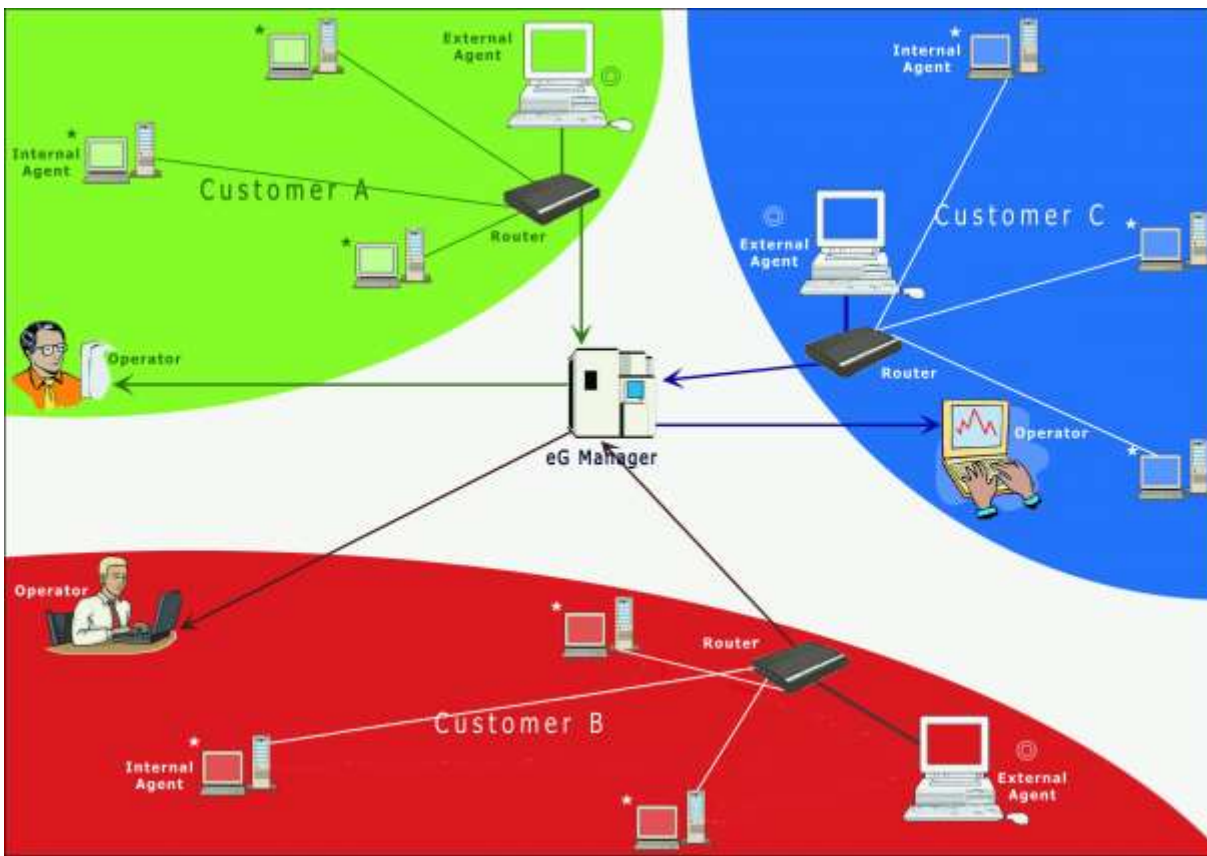 External
Agent
Internal
Agent
Customer A
Router
Operator
Internal
Agent
Customer C
External
Agent
Router
Operator
eG Manager
Operator
Router
Customer B
Internal
Agent
External
Agent